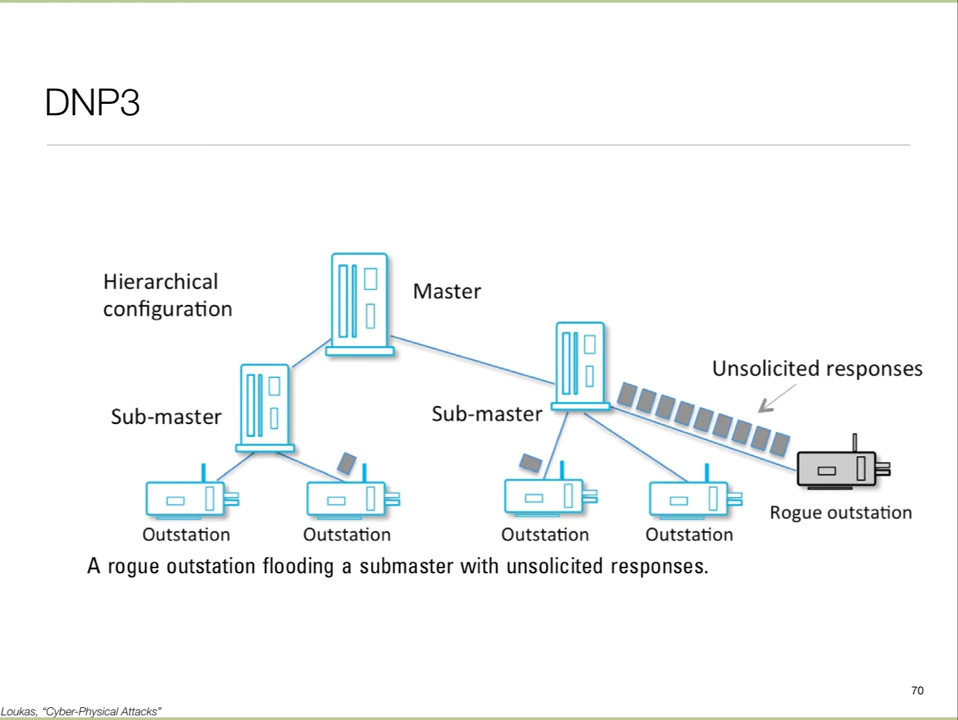 DNP3
Hierarchical
configuration
Master
Unsolicited responses
Sub-master
Sub-master
Rogue outstation
Outstation
Outstation
Outstation
Outstation
A rogue outstation flooding a submaster with unsolicited responses.
70
Loukas, “Cyber-Physical Attacks”